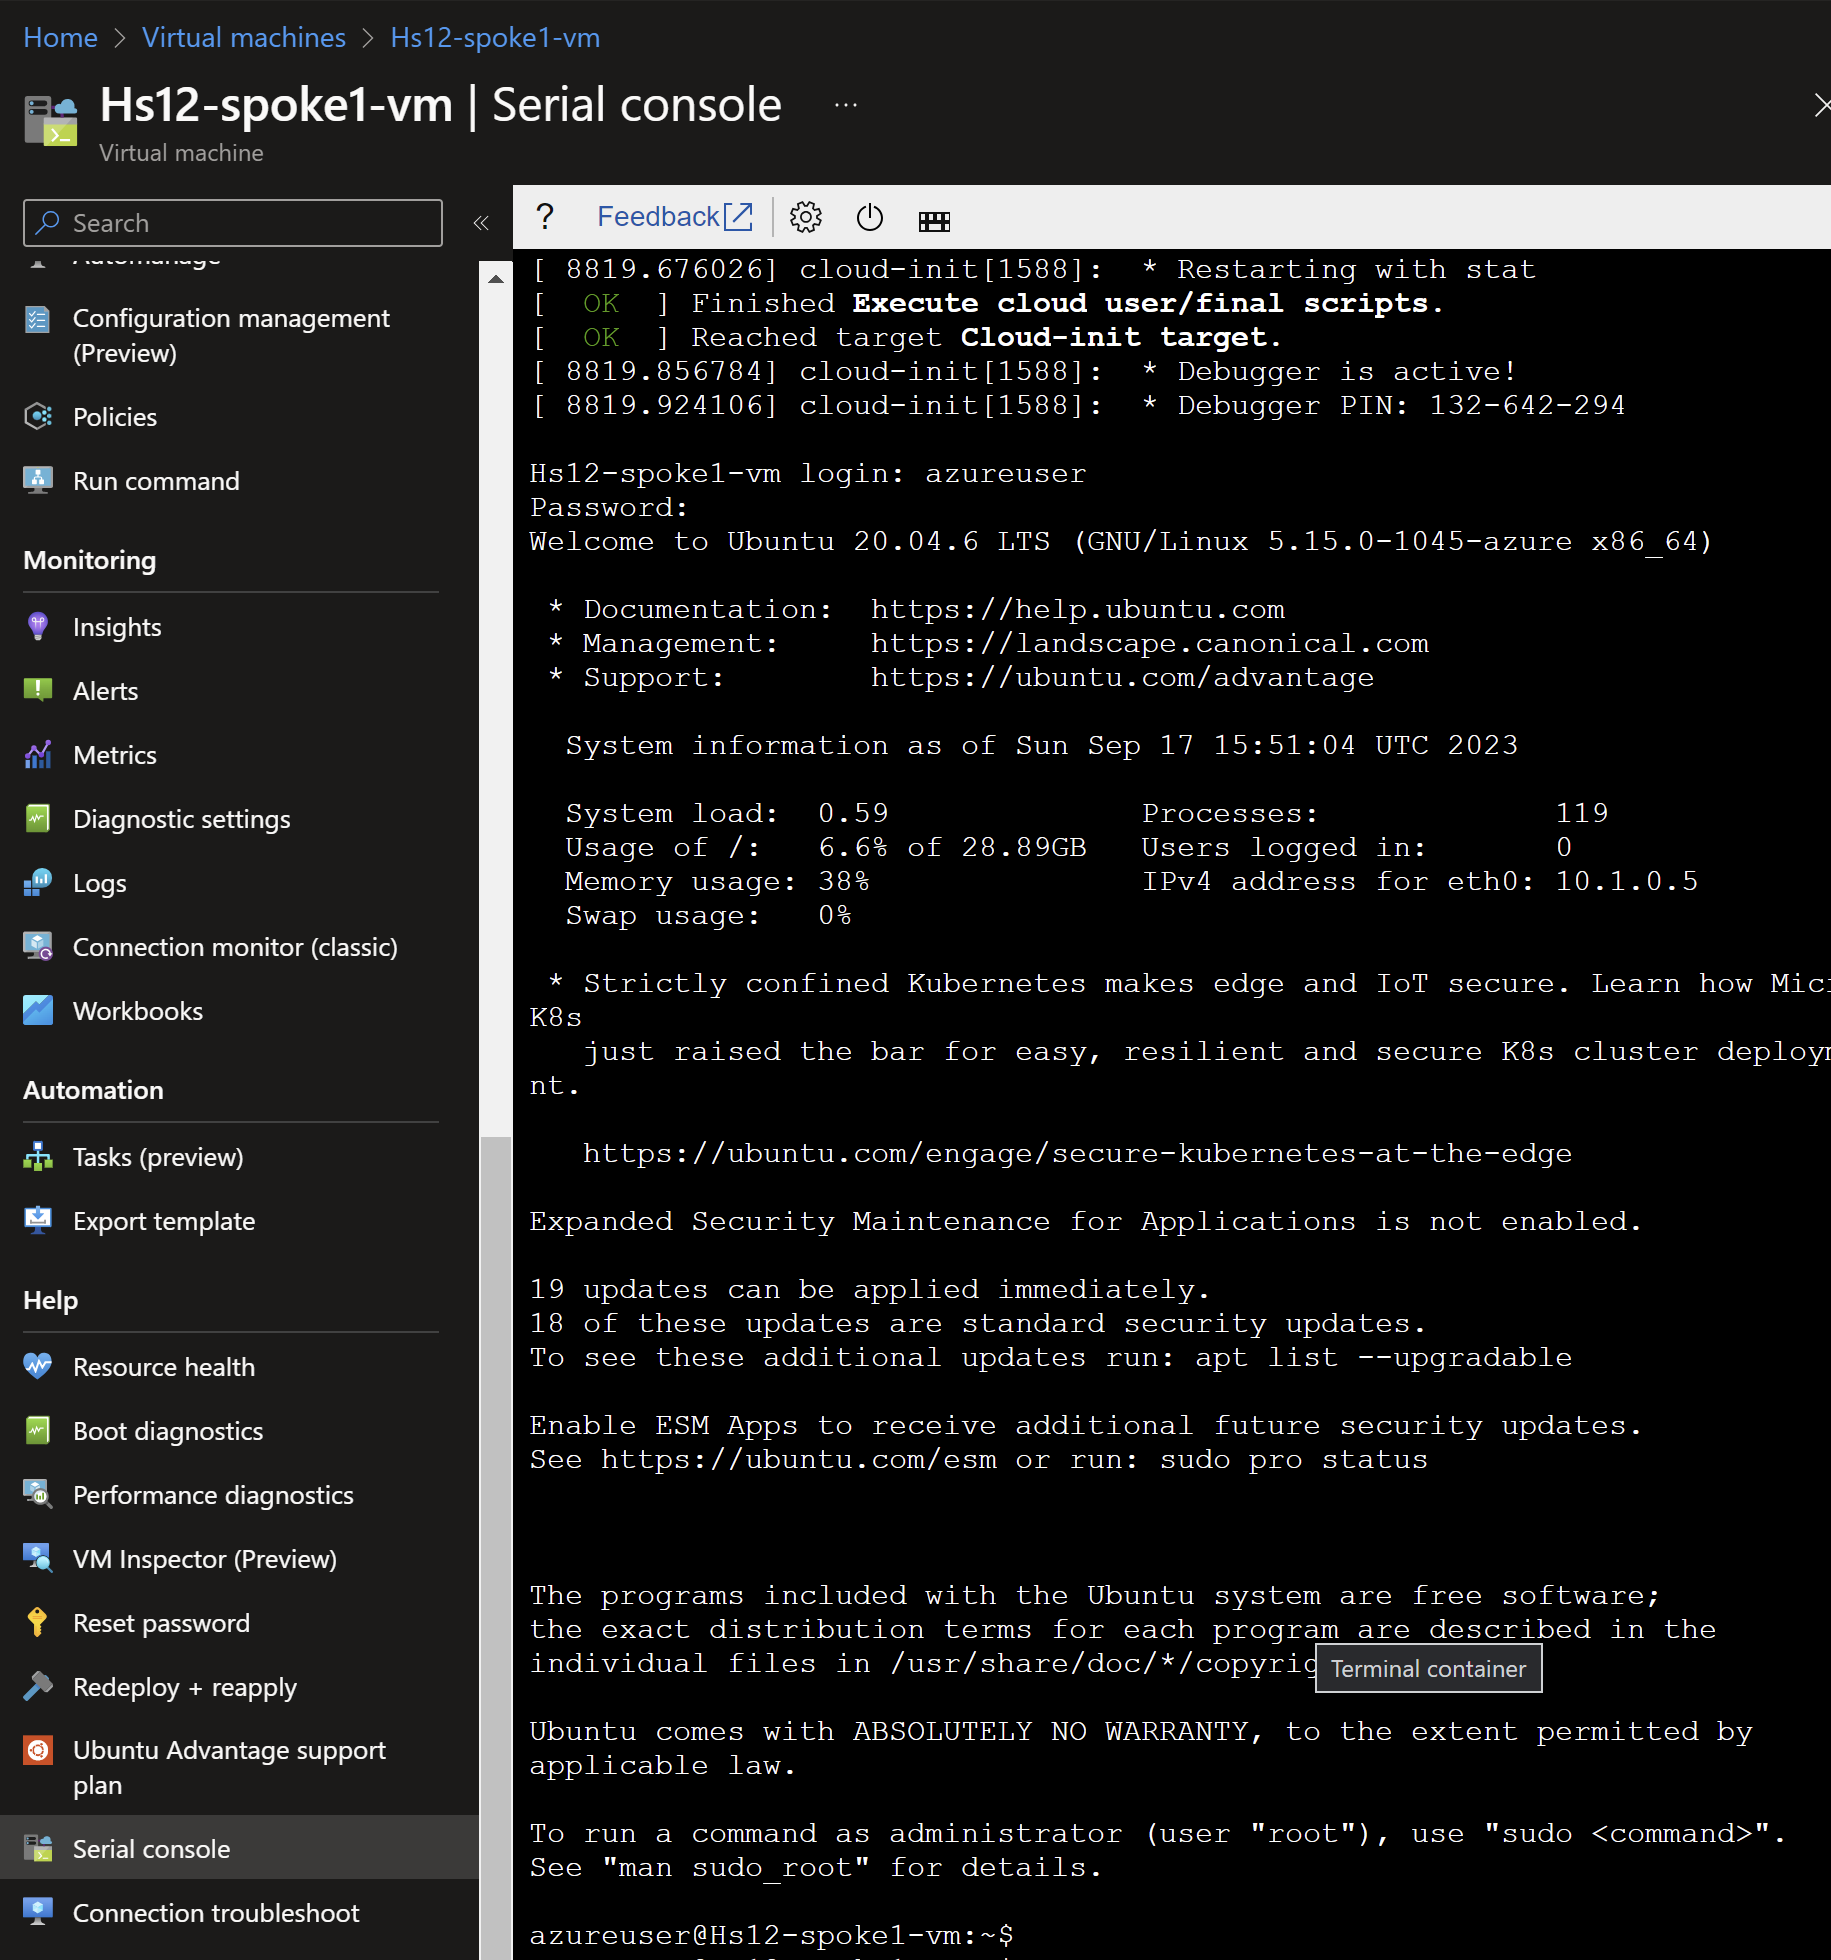 Home > Virtual machines > Hs12-spoke1-vm
Hs12-spoke1-vm | Serial console ...
Virtual machine
Search
«
Automanage
Configuration management
(Preview)
Policies
Run command
Monitoring
Insights
Alerts
Metrics
Diagnostic settings
Logs
Connection monitor (classic)
Workbooks
Automation
Tasks (preview)
Export template
Help
Resource health
Boot diagnostics
Performance diagnostics
VM Inspector (Preview)
Reset password
Redeploy + reapply
Ubuntu Advantage support
plan
Serial console
Connection troubleshoot
? Feedback
[ 8819.676026] cloud-init[1588]:  * Restarting with stat
[  OK  ] Finished Execute cloud user/final scripts.
[  OK  ] Reached target Cloud-init target.
[ 8819.856784] cloud-init[1588]:  * Debugger is active!
[ 8819.924106] cloud-init[1588]:  * Debugger PIN: 132-642-294
Hs12-spoke1-vm login: azureuser
Password:
Welcome to Ubuntu 20.04.6 LTS (GNU/Linux 5.15.0-1045-azure x86_64)
* Documentation:  https://help.ubuntu.com
* Management:     https://landscape.canonical.com
* Support:        https://ubuntu.com/advantage
System information as of Sun Sep 17 15:51:04 UTC 2023
System load:  0.59               Processes:             119
Usage of /:   6.6% of 28.89GB   Users logged in:       0
Memory usage: 38%                IPv4 address for eth0: 10.1.0.5
Swap usage:   0%
* Strictly confined Kubernetes makes edge and IoT secure. Learn how Micr
K8s
just raised the bar for easy, resilient and secure K8s cluster deploym
nt.
https://ubuntu.com/engage/secure-kubernetes-at-the-edge
Expanded Security Maintenance for Applications is not enabled.
19 updates can be applied immediately.
18 of these updates are standard security updates.
To see these additional updates run: apt list --upgradable
Enable ESM Apps to receive additional future security updates.
See https://ubuntu.com/esm or run: sudo pro status
The programs included with the Ubuntu system are free software;
the exact distribution terms for each program are described in the
individual files in /usr/share/doc/*/copyrig
Terminal container
Ubuntu comes with ABSOLUTELY NO WARRANTY, to the extent permitted by
applicable law.
To run a command as administrator (user "root"), use "sudo <command>".
See "man sudo_root" for details.
azureuser@Hs12-spoke1-vm:~$